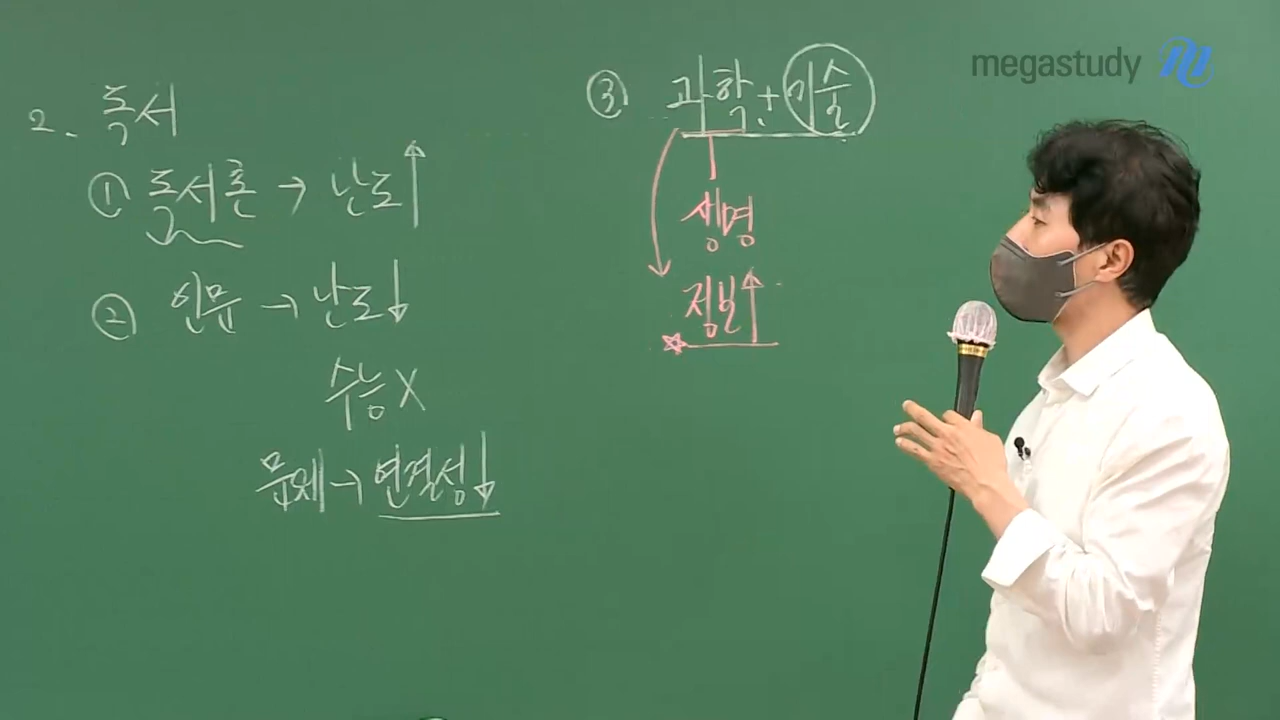 2. 독서
① 독서론 → 난도↑
② 인문 → 난도↓
수능 X
문제 → 연결성↓
③ 과학 + 기술
생명
정보↑
☆
megastudy